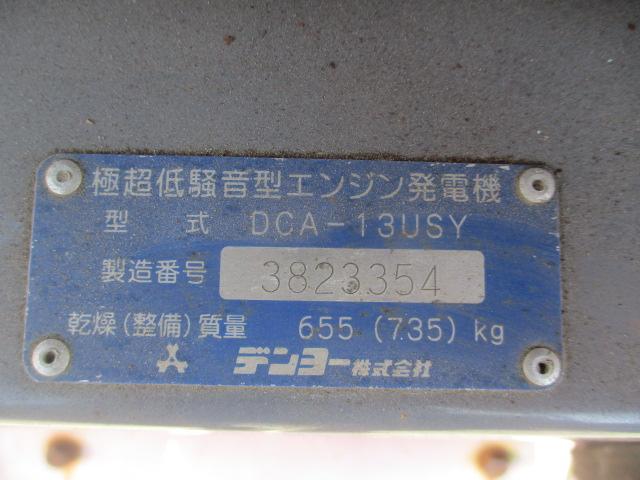 極超低騒音型エンジン発電機
型式 DCA-13USY
製造番号 3823354
乾燥(整備)質量 655(735)kg
デンヨー株式会社